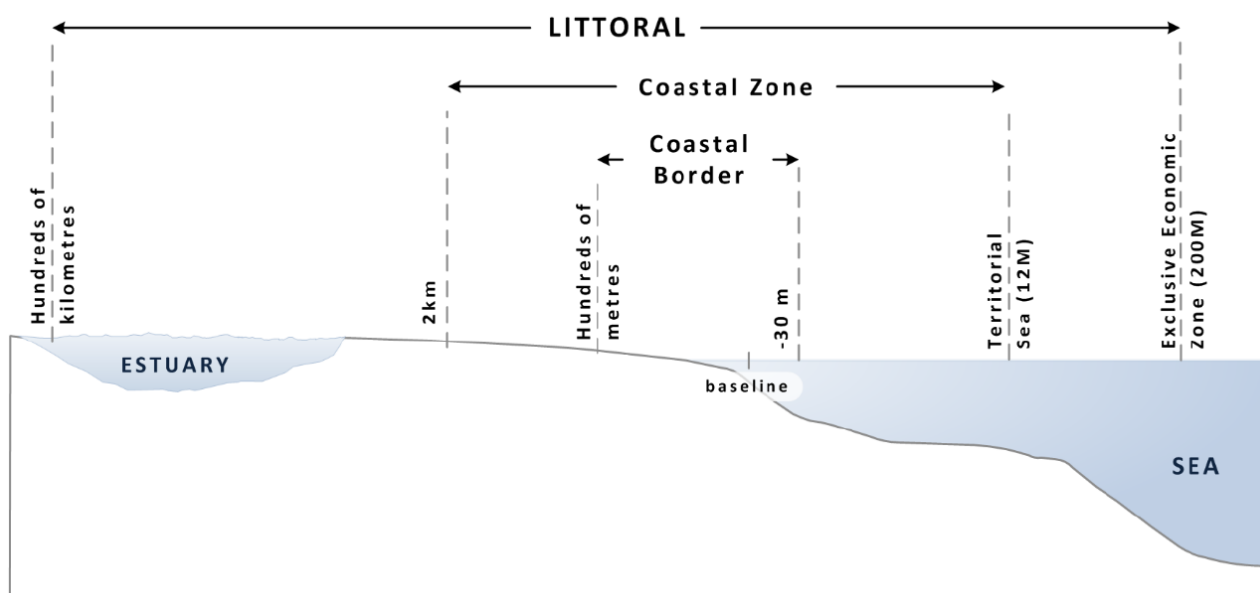 LITTORAL
Coastal Zone
Coastal
Border
Hundreds of
kilometres
2km
Hundreds of
metres
-30 m
Territorial
Sea (12M)
Exclusive Economic
Zone (200M)
ESTUARY
baseline
SEA